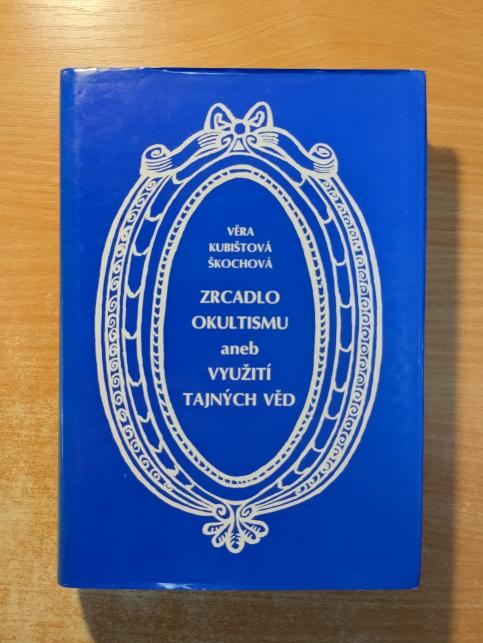 VĚRA
KUBIŠTOVÁ
ŠKOCHOVÁ
ZRCADLO
OKULTISMU
aneb
VYUŽITÍ
TAJNÝCH VĚD